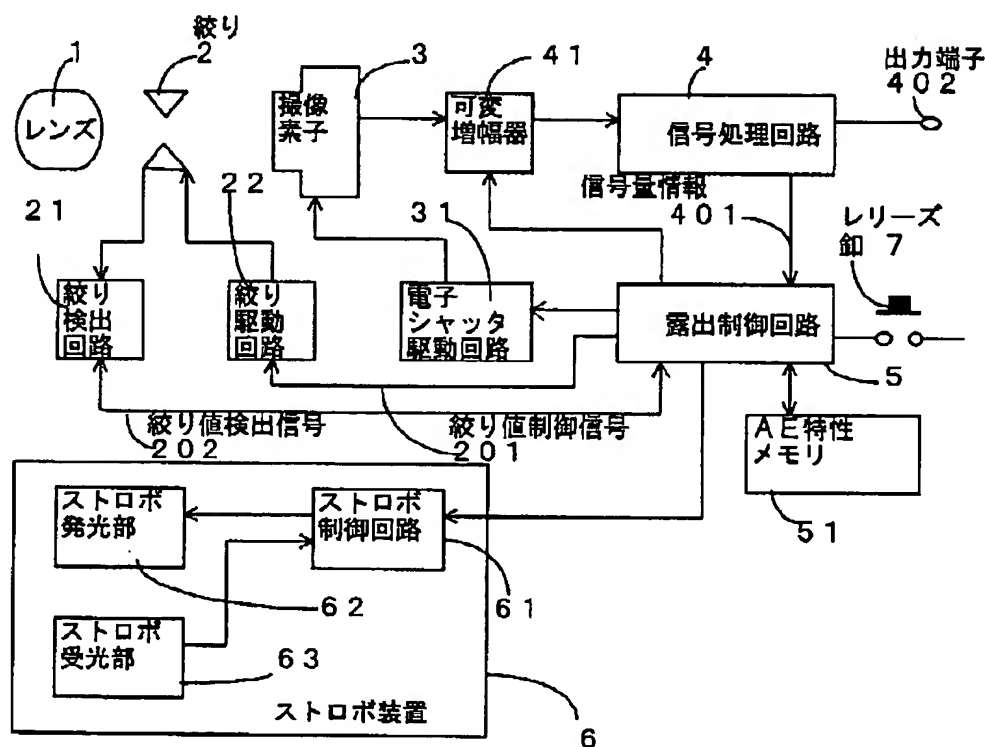 1
絞り
2
3
41
4
出力端子
402
レンズ
撮像
素子
可変
増幅器
信号処理回路
信号量情報
401
21
22
31
レリーズ
釦 7
絞り
検出
回路
絞り
駆動
回路
電子
シャッタ
駆動回路
露出制御回路
5
絞り値検出信号
202
絞り値制御信号
201
AE特性
メモリ
51
ストロボ
発光部
ストロボ
制御回路
62
61
ストロボ
受光部
63
ストロボ装置
6